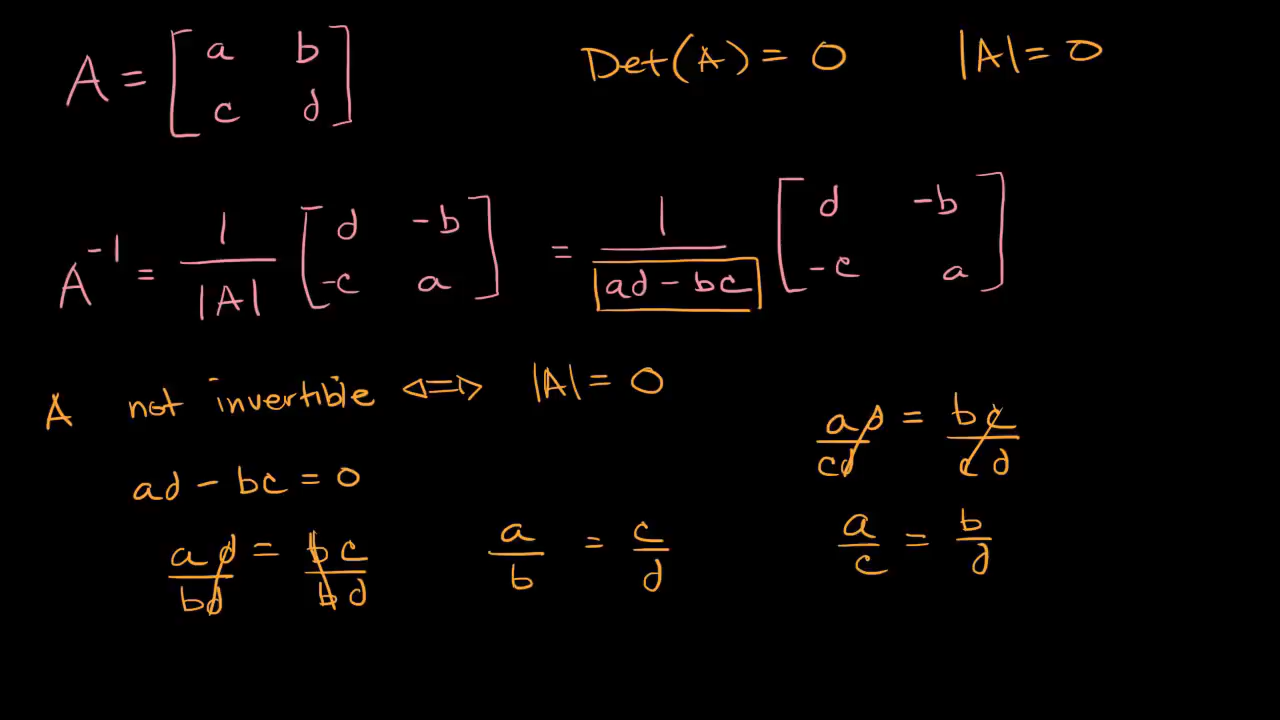 A = [ a b ; c d ] Det(A) = 0 |A| = 0
A⁻¹ = 1/|A| [ d -b ; -c a ] = 1/(ad - bc) [ d -b ; -c a ]
A not invertible ⟺ |A| = 0
ad - bc = 0
ad/bd = bc/bd
a/b = c/d
ad/cd = bc/cd
a/c = b/d